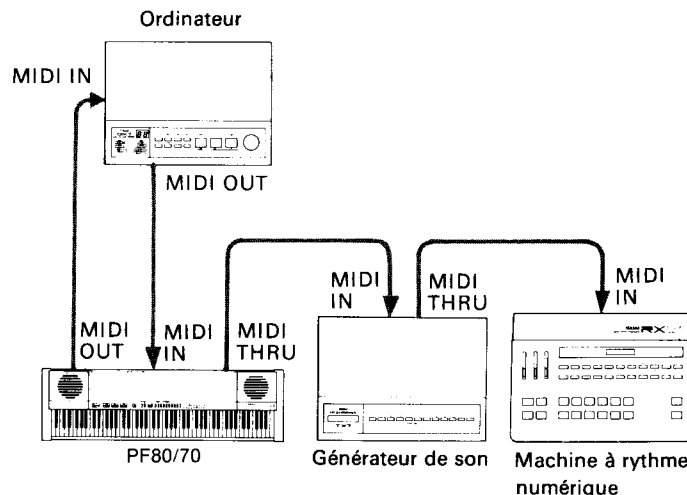 Ordinateur
MIDI IN
MIDI OUT
MIDI
OUT
MIDI
IN
MIDI
THRU
MIDI
IN
MIDI
THRU
MIDI
IN
RX
PF80/70
Générateur de son
Machine à rythme
numérique